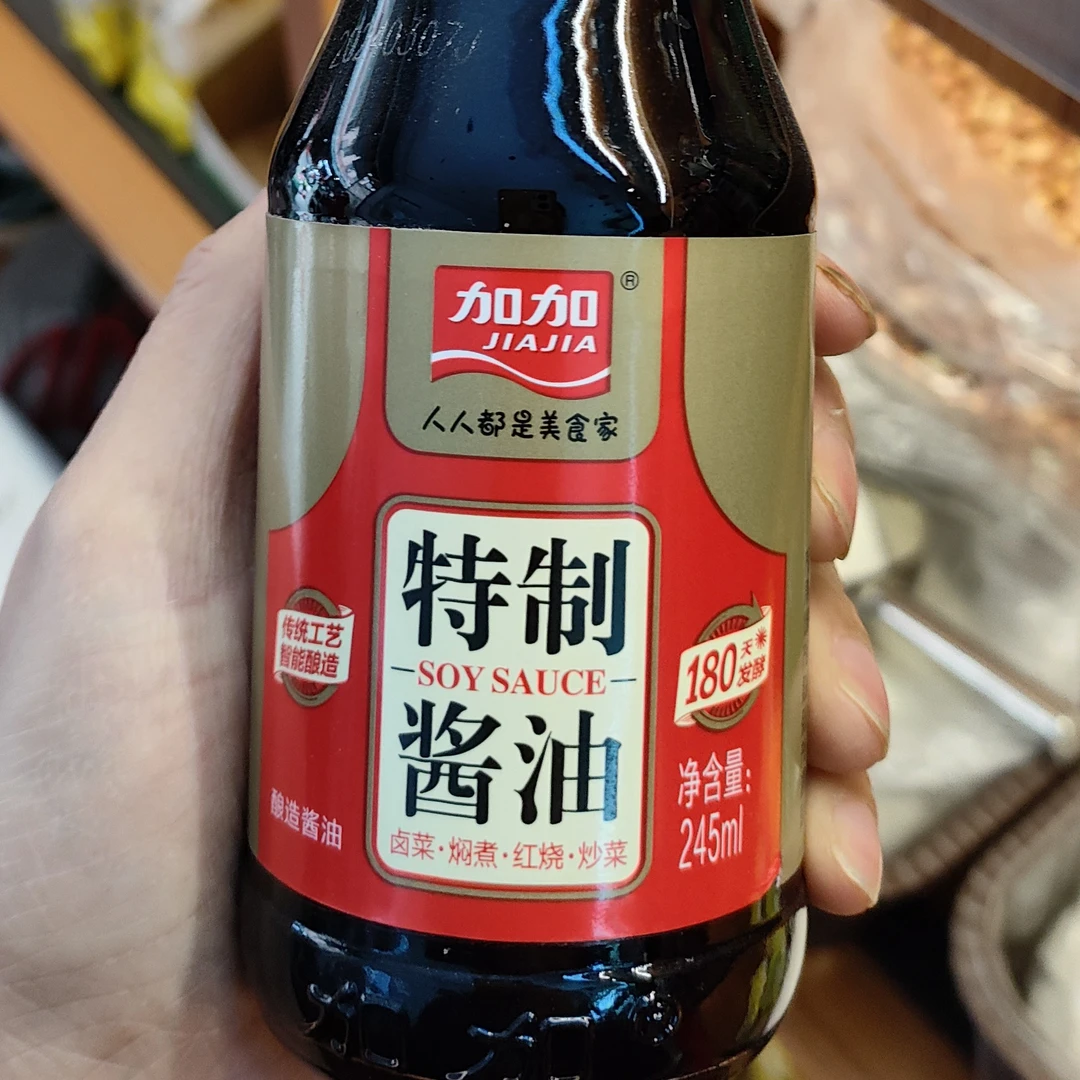 加加®
JIAJIA
人人都是美食家
特制
SOY SAUCE
酱油
卤菜·焖煮·红烧·炒菜
传统工艺
智能酿造
酿造酱油
180天
发酵
净含量:
245ml
加加